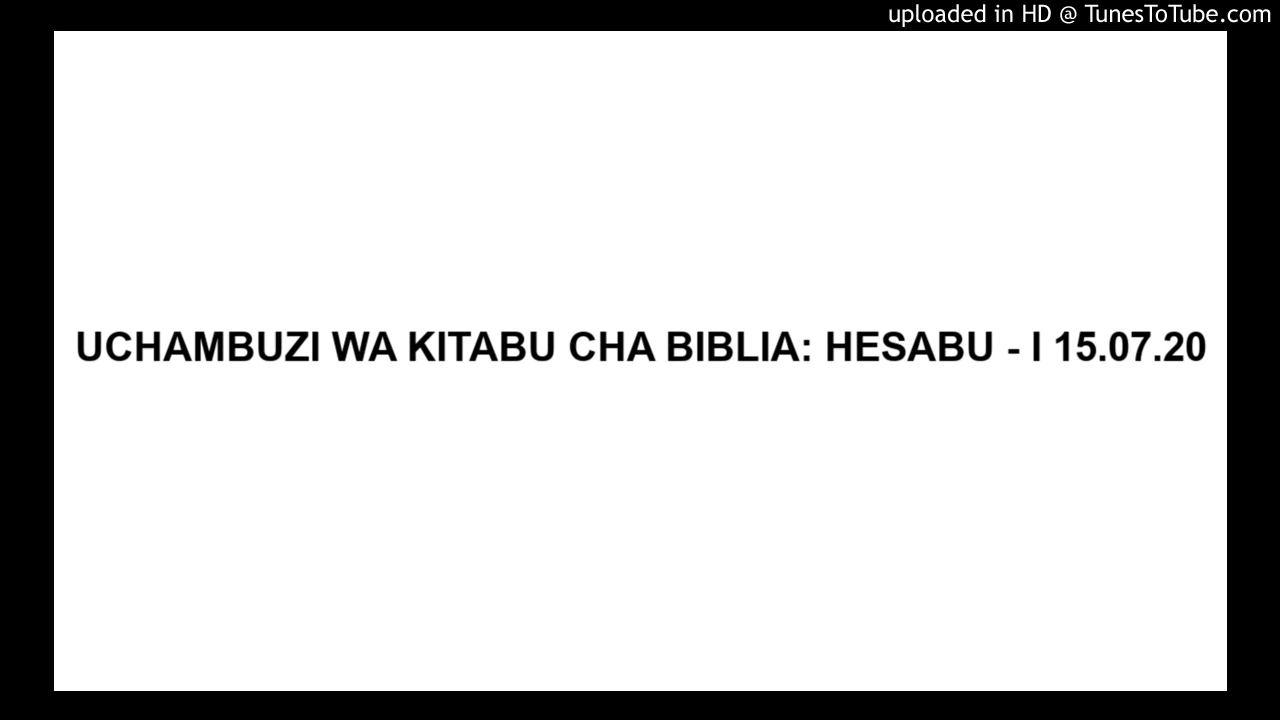 uploaded in HD @ TunesToTube.com
UCHAMBUZI WA KITABU CHA BIBLIA: HESABU - I 15.07.20